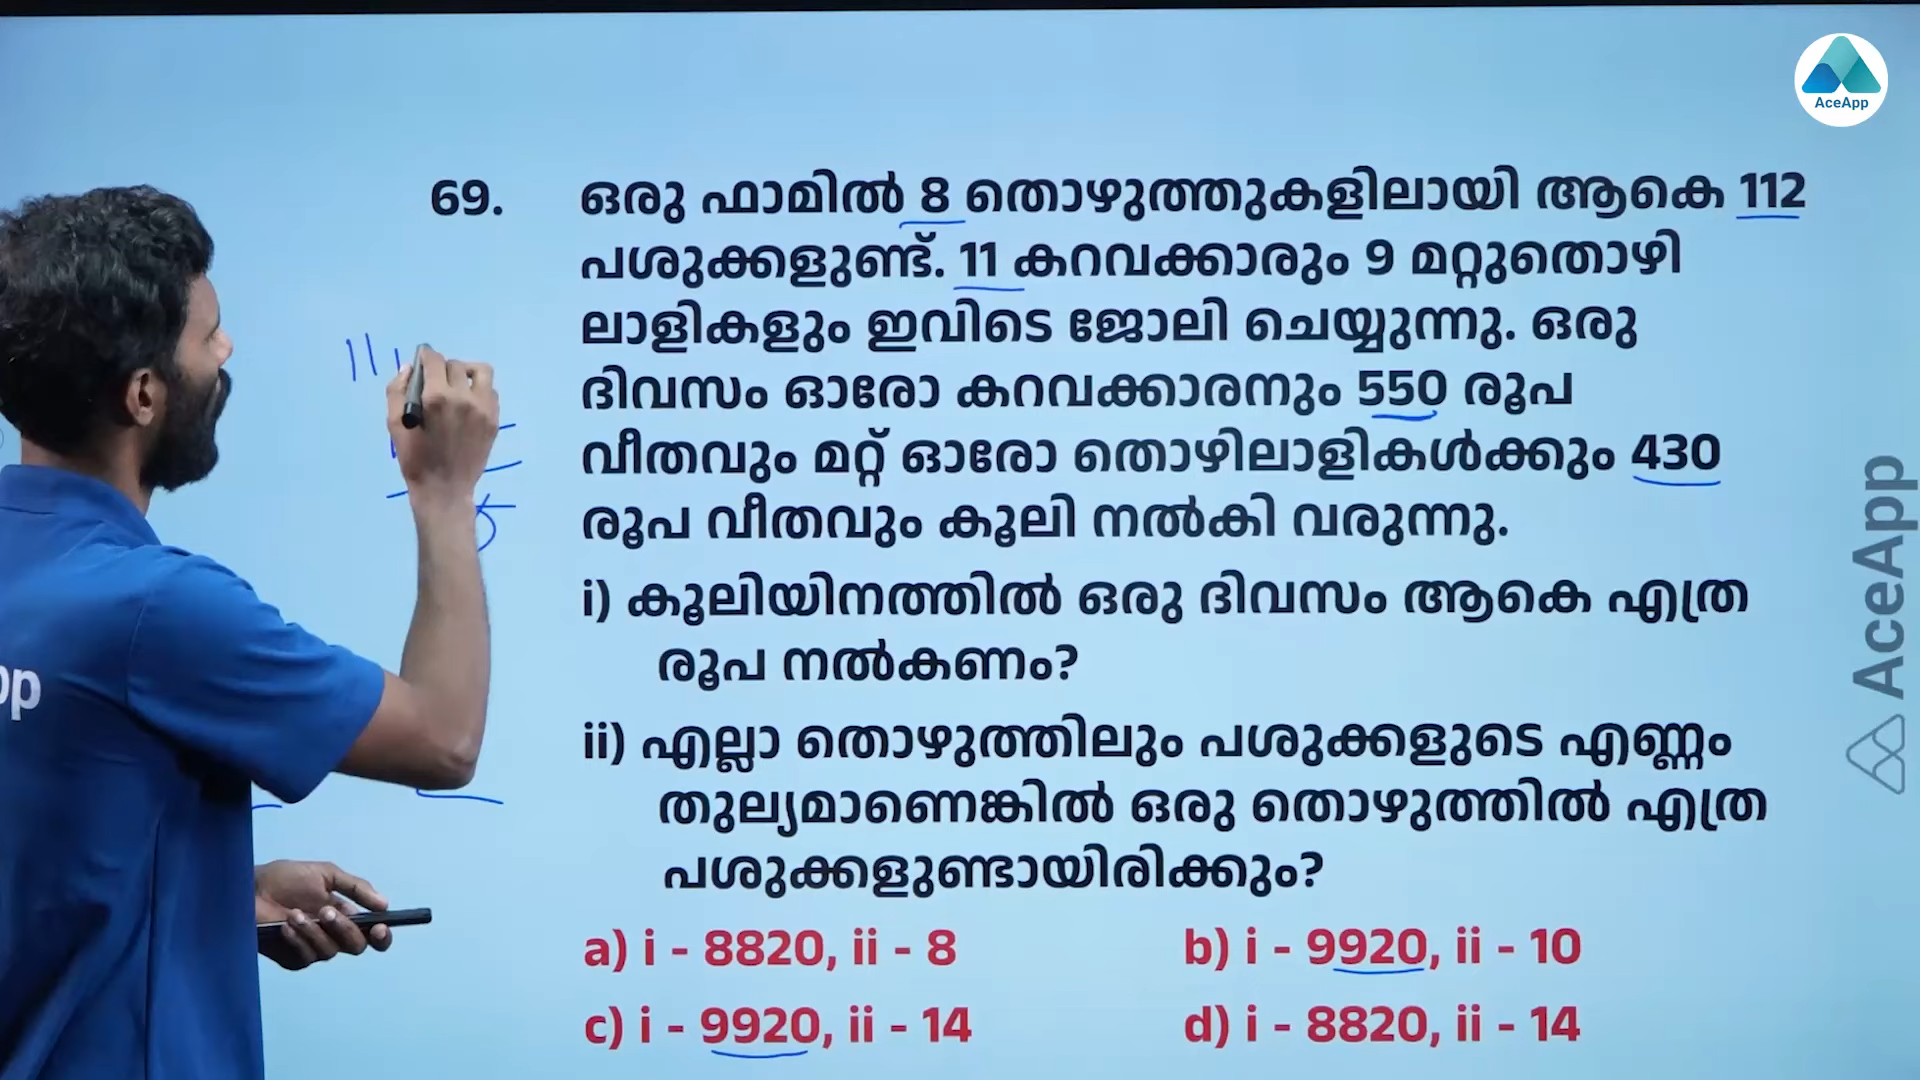 AceApp
69. ഒരു ഫാമിൽ 8 തൊഴുത്തുകളിലായി ആകെ 112
പശുക്കളുണ്ട്. 11 കറവക്കാരും 9 മറ്റുതൊഴി
ലാളികളും ഇവിടെ ജോലി ചെയ്യുന്നു. ഒരു
ദിവസം ഓരോ കറവക്കാരനും 550 രൂപ
വീതവും മറ്റ് ഓരോ തൊഴിലാളികൾക്കും 430
രൂപ വീതവും കൂലി നൽകി വരുന്നു.
i) കൂലിയിനത്തിൽ ഒരു ദിവസം ആകെ എത്ര
രൂപ നൽകണം?
ii) എല്ലാ തൊഴുത്തിലും പശുക്കളുടെ എണ്ണം
തുല്യമാണെങ്കിൽ ഒരു തൊഴുത്തിൽ എത്ര
പശുക്കളുണ്ടായിരിക്കും?
a) i - 8820, ii - 8 b) i - 9920, ii - 10
c) i - 9920, ii - 14 d) i - 8820, ii - 14
AceApp